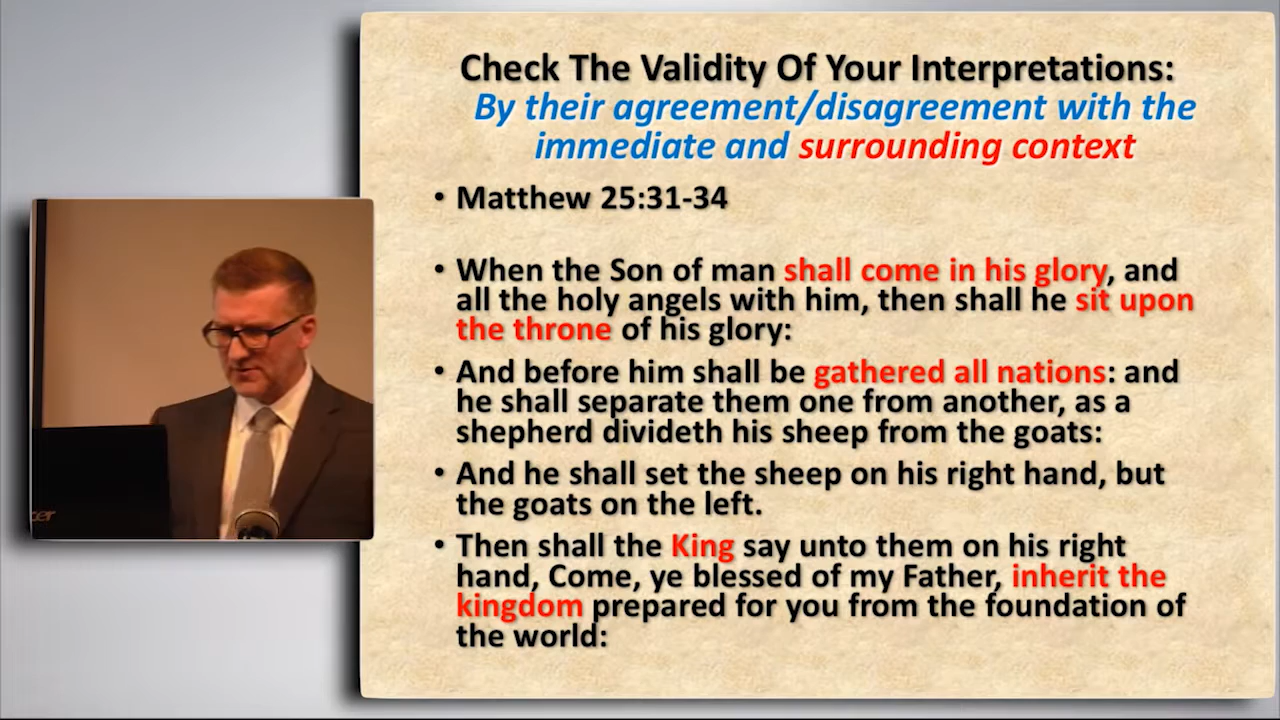 Check The Validity Of Your Interpretations:
By their agreement/disagreement with the
immediate and surrounding context
• Matthew 25:31-34
• When the Son of man shall come in his glory, and
all the holy angels with him, then shall he sit upon
the throne of his glory:
• And before him shall be gathered all nations: and
he shall separate them one from another, as a
shepherd divideth his sheep from the goats:
• And he shall set the sheep on his right hand, but
the goats on the left.
• Then shall the King say unto them on his right
hand, Come, ye blessed of my Father, inherit the
kingdom prepared for you from the foundation of
the world:
cer